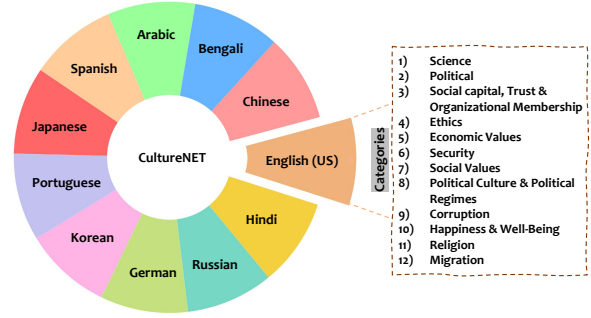 Arabic
Bengali
Chinese
English (US)
Hindi
Russian
German
Korean
Portuguese
Japanese
Spanish
CultureNET
Categories
1) Science
2) Political
3) Social capital, Trust &
Organizational Membership
4) Ethics
5) Economic Values
6) Security
7) Social Values
8) Political Culture & Political
Regimes
9) Corruption
10) Happiness & Well-Being
11) Religion
12) Migration